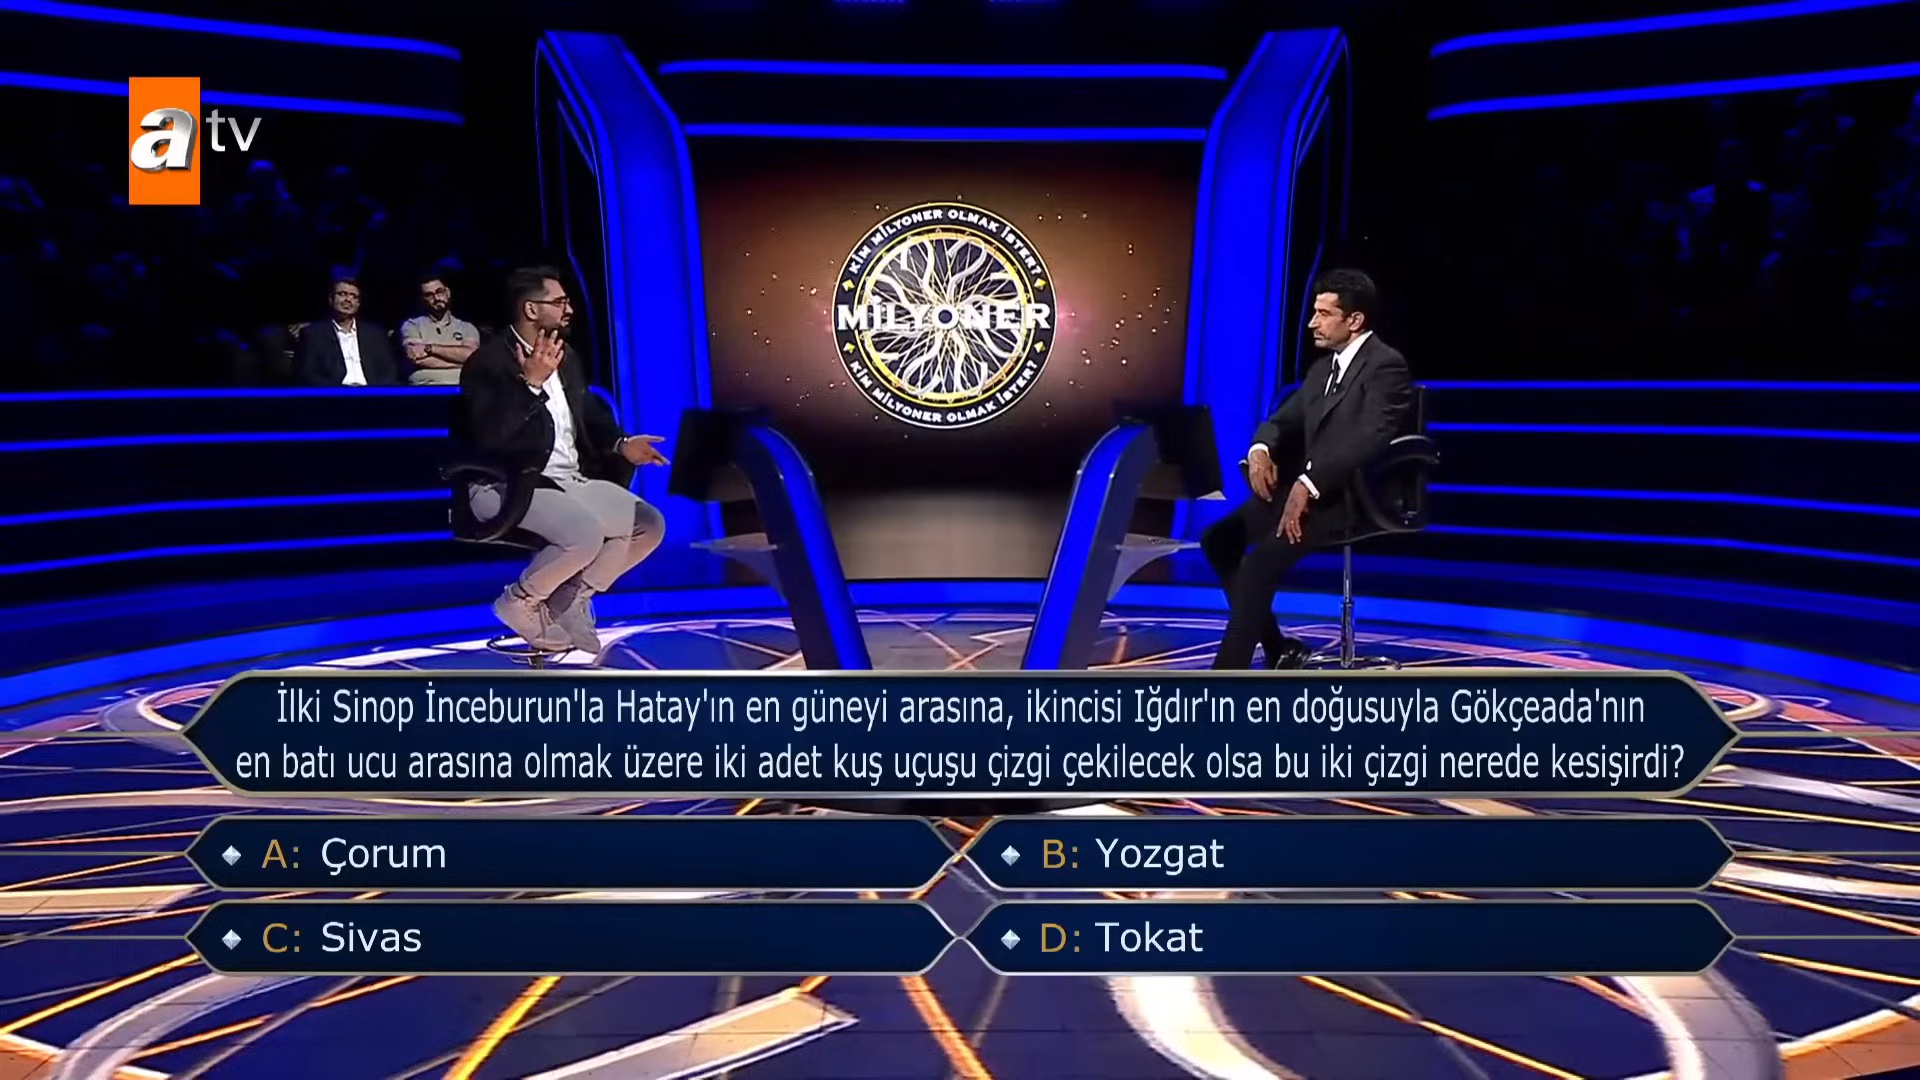 a tv
KİM MİLYONER OLMAK İSTER?
MİLYONER
KİM MİLYONER OLMAK İSTER?
İlki Sinop İnceburun'la Hatay'ın en güneyi arasına, ikincisi Iğdır'ın en doğusuyla Gökçeada'nın
en batı ucu arasına olmak üzere iki adet kuş uçuşu çizgi çekilecek olsa bu iki çizgi nerede kesişirdi?
A: Çorum
B: Yozgat
C: Sivas
D: Tokat